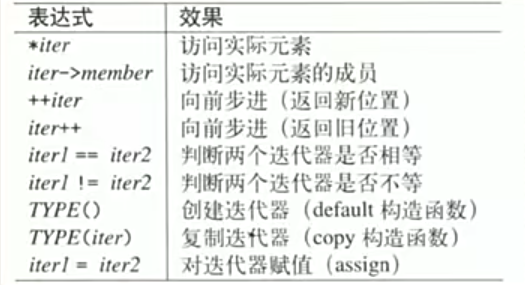 表达式 效果
*iter 访问实际元素
iter->member 访问实际元素的成员
++iter 向前步进（返回新位置）
iter++ 向前步进（返回旧位置）
iter1 == iter2 判断两个迭代器是否相等
iter1 != iter2 判断两个迭代器是否不等
TYPE() 创建迭代器（default 构造函数）
TYPE(iter) 复制迭代器（copy 构造函数）
iter1 = iter2 对迭代器赋值（assign）